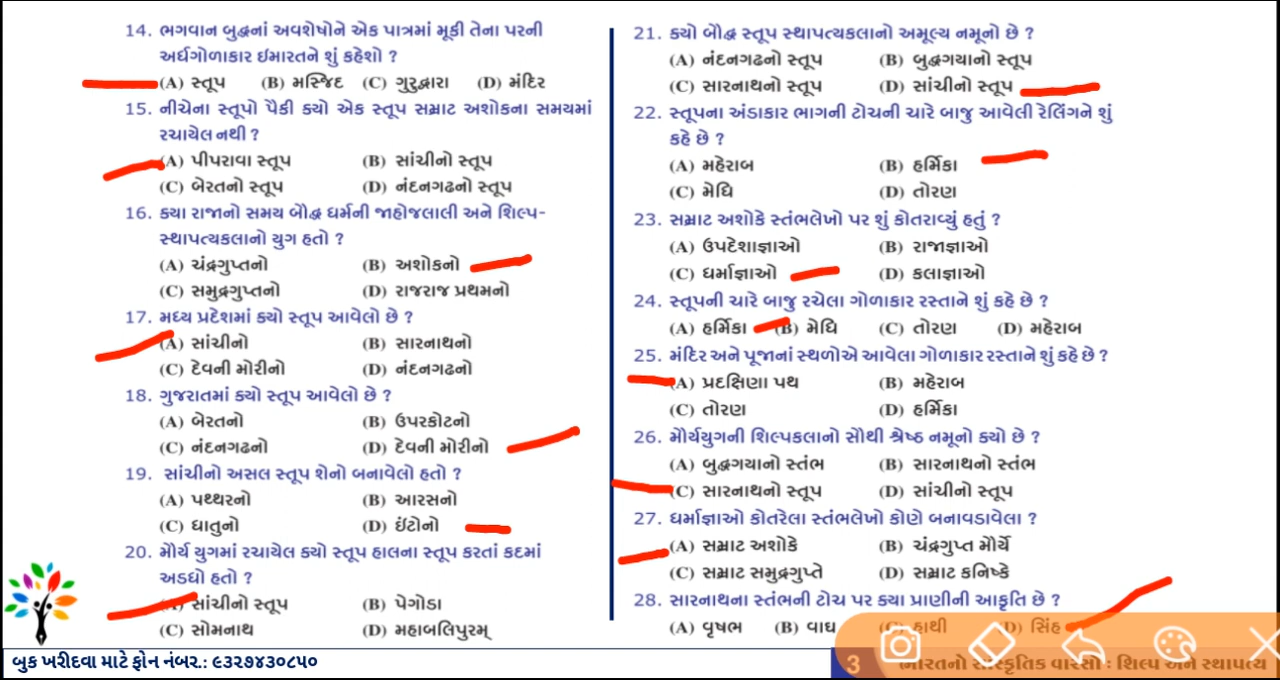 14. ભગવાન બુદ્ધનાં અવશેષોને એક પાત્રમાં મૂકી તેના પરની
અર્ધગોળાકાર ઇમારતને શું કહેશો ?
(A) સ્તૂપ (B) મસ્જિદ (C) ગુરુદ્વારા (D) મંદિર
15. નીચેના સ્તૂપો પૈકી ક્યો એક સ્તૂપ સમ્રાટ અશોકના સમયમાં
રચાયેલ નથી ?
(A) પીપરાવા સ્તૂપ (B) સાંચીનો સ્તૂપ
(C) બેરતનો સ્તૂપ (D) નંદનગઢનો સ્તૂપ
16. ક્યા રાજાનો સમય બૌદ્ધ ધર્મની જાહોજલાલી અને શિલ્પ-
સ્થાપત્યકલાનો યુગ હતો ?
(A) ચંદ્રગુપ્તનો (B) અશોકનો
(C) સમુદ્રગુપ્તનો (D) રાજરાજ પ્રથમનો
17. મધ્ય પ્રદેશમાં ક્યો સ્તૂપ આવેલો છે ?
(A) સાંચીનો (B) સારનાથનો
(C) દેવની મોરીનો (D) નંદનગઢનો
18. ગુજરાતમાં ક્યો સ્તૂપ આવેલો છે ?
(A) બેરતનો (B) ઉપરકોટનો
(C) નંદનગઢનો (D) દેવની મોરીનો
19. સાંચીનો અસલ સ્તૂપ શેનો બનાવેલો હતો ?
(A) પથ્થરનો (B) આરસનો
(C) ધાતુનો (D) ઈંટોનો
20. મૌર્ય યુગમાં રચાયેલ ક્યો સ્તૂપ હાલના સ્તૂપ કરતાં કદમાં
અડધો હતો ?
(A) સાંચીનો સ્તૂપ (B) પેગોડા
(C) સોમનાથ (D) મહાબલિપુરમ્
21. ક્યો બૌદ્ધ સ્તૂપ સ્થાપત્યકલાનો અમૂલ્ય નમૂનો છે ?
(A) નંદનગઢનો સ્તૂપ (B) બુદ્ધગયાનો સ્તૂપ
(C) સારનાથનો સ્તૂપ (D) સાંચીનો સ્તૂપ
22. સ્તૂપના અંડાકાર ભાગની ટોચની ચારે બાજુ આવેલી રેલિંગને શું
કહે છે ?
(A) મહેરાબ (B) હર્મિકા
(C) મેધિ (D) તોરણ
23. સમ્રાટ અશોકે સ્તંભલેખો પર શું કોતરાવ્યું હતું ?
(A) ઉપદેશાજ્ઞાઓ (B) રાજાજ્ઞાઓ
(C) ધર્માજ્ઞાઓ (D) કલાજ્ઞાઓ
24. સ્તૂપની ચારે બાજુ રચેલા ગોળાકાર રસ્તાને શું કહે છે ?
(A) હર્મિકા (B) મેધિ (C) તોરણ (D) મહેરાબ
25. મંદિર અને પૂજાનાં સ્થળોએ આવેલા ગોળાકાર રસ્તાને શું કહે છે ?
(A) પ્રદક્ષિણા પથ (B) મહેરાબ
(C) તોરણ (D) હર્મિકા
26. મૌર્યયુગની શિલ્પકલાનો સૌથી શ્રેષ્ઠ નમૂનો ક્યો છે ?
(A) બુદ્ધગયાનો સ્તંભ (B) સારનાથનો સ્તંભ
(C) સારનાથનો સ્તૂપ (D) સાંચીનો સ્તૂપ
27. ધર્માજ્ઞાઓ કોતરેલા સ્તંભલેખો કોણે બનાવડાવેલા ?
(A) સમ્રાટ અશોકે (B) ચંદ્રગુપ્ત મૌર્યે
(C) સમ્રાટ સમુદ્રગુપ્તે (D) સમ્રાટ કનિષ્કે
28. સારનાથના સ્તંભની ટોચ પર ક્યા પ્રાણીની આકૃતિ છે ?
(A) વૃષભ (B) વાઘ (C) હાથી (D) સિંહ
બુક ખરીદવા માટે ફોન નંબર.: ૯૩૨૭૪૩૦૮૫૦
3 ભારતનો સાંસ્કૃતિક વારસો : શિલ્પ અને સ્થાપત્ય